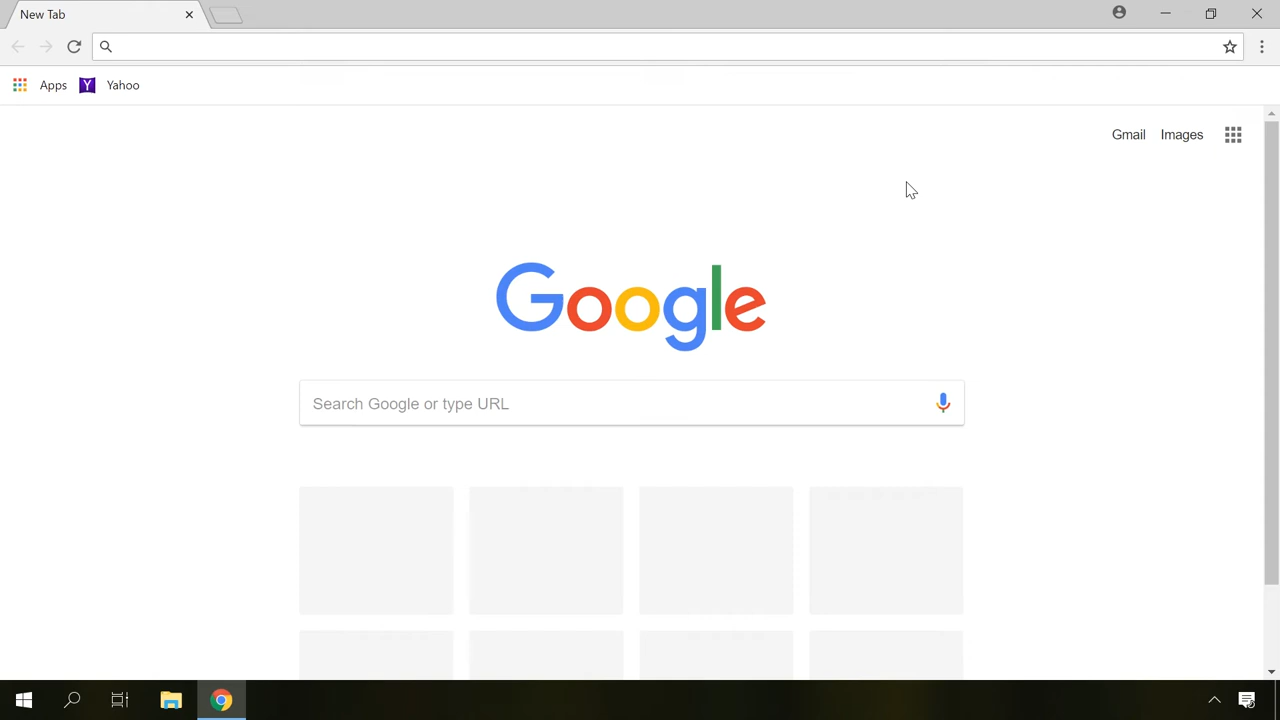 New Tab
Apps
Yahoo
Gmail
Images
Google
Search Google or type URL